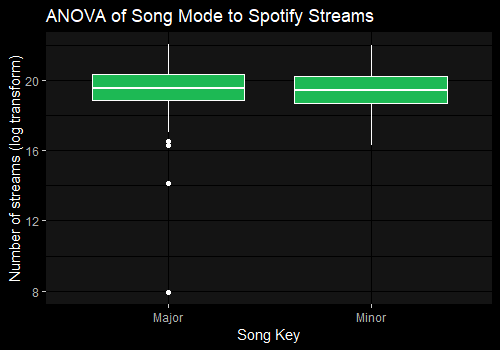 ANOVA of Song Mode to Spotify Streams
Number of streams (log transform)
20
16
12
8
Major
Minor
Song Key